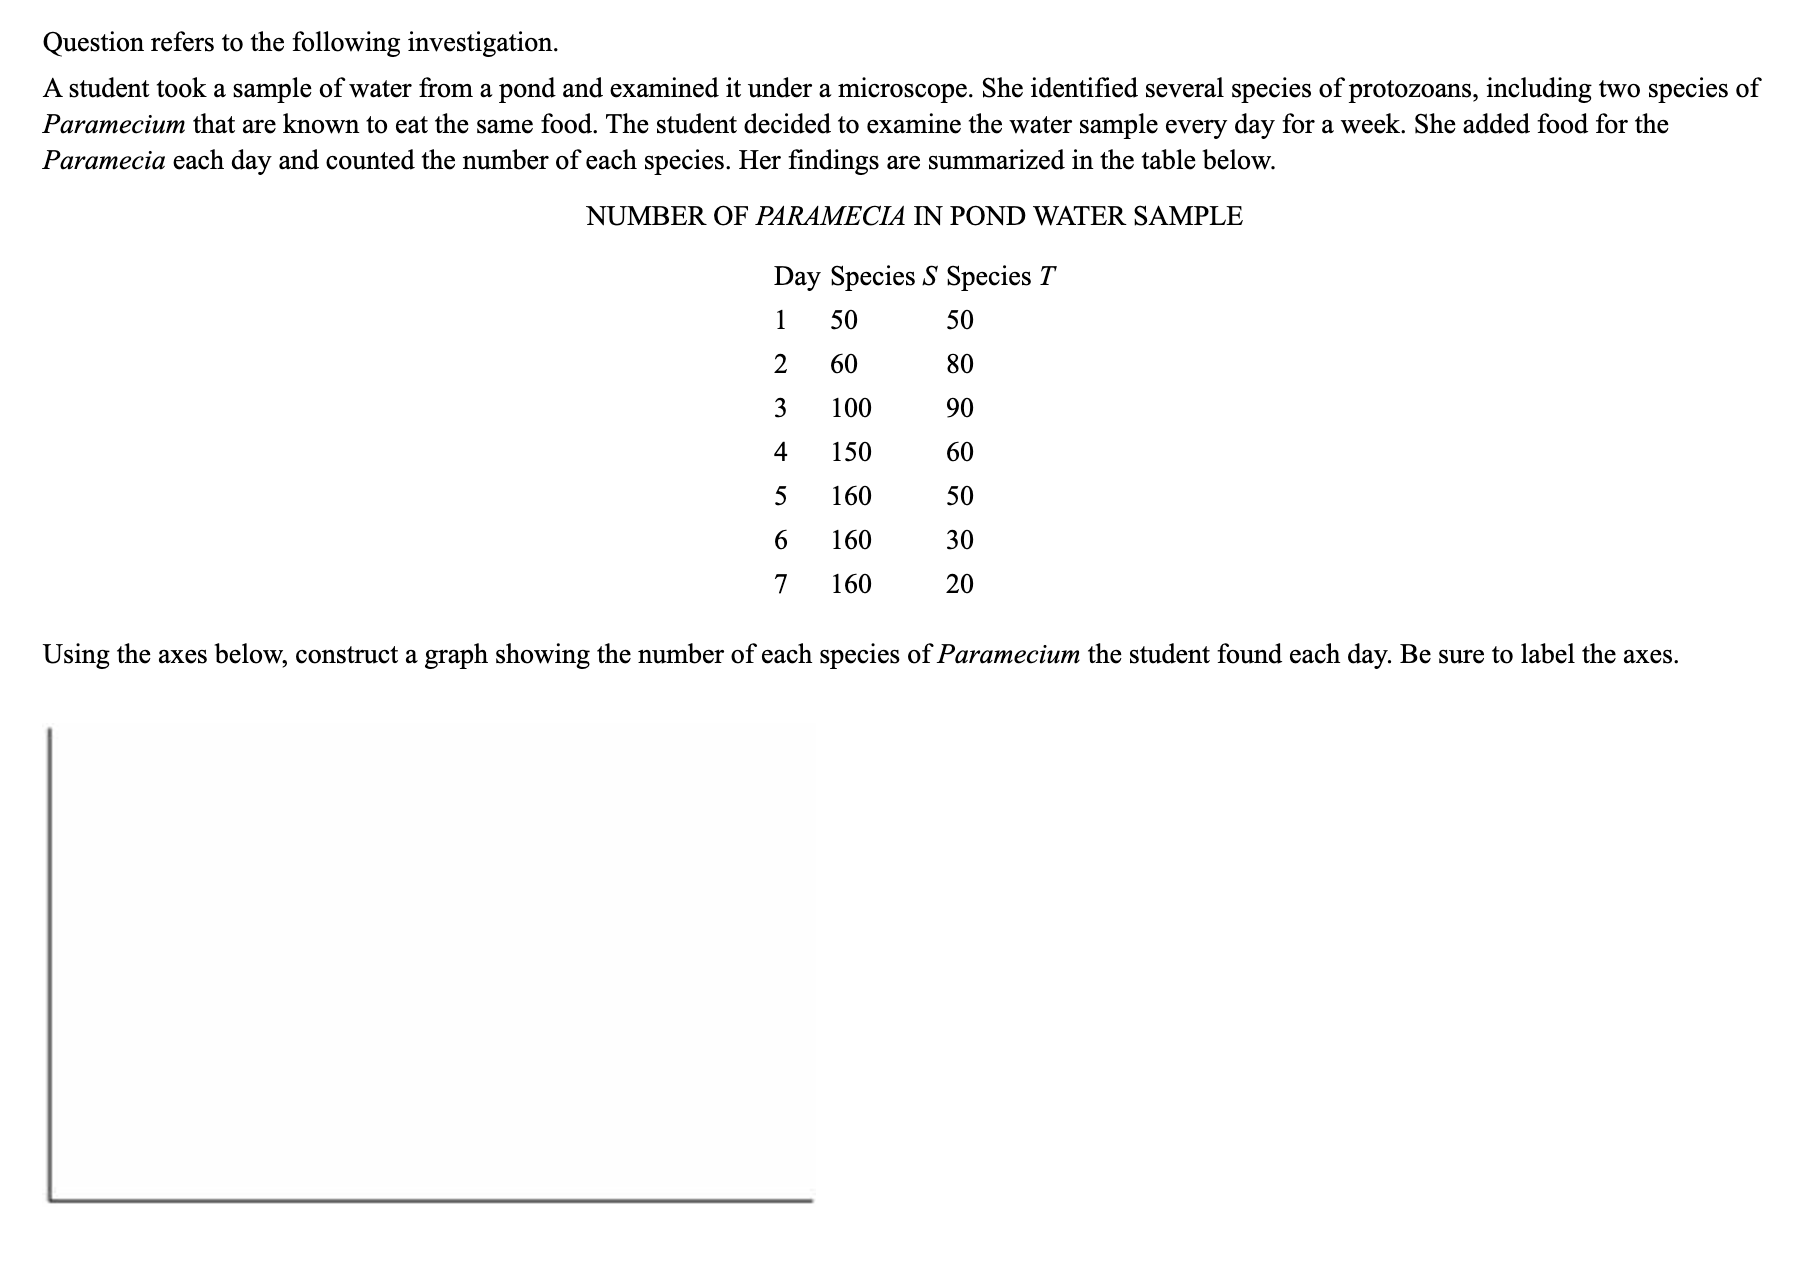 Question refers to the following investigation.
A student took a sample of water from a pond and examined it under a microscope. She identified several species of protozoans, including two species of
Paramecium that are known to eat the same food. The student decided to examine the water sample every day for a week. She added food for the
Paramecia each day and counted the number of each species. Her findings are summarized in the table below.
NUMBER OF PARAMECIA IN POND WATER SAMPLE
Day Species S Species T
1 50 50
2 60 80
3 100 90
4 150 60
5 160 50
6 160 30
7 160 20
Using the axes below, construct a graph showing the number of each species of Paramecium the student found each day. Be sure to label the axes.